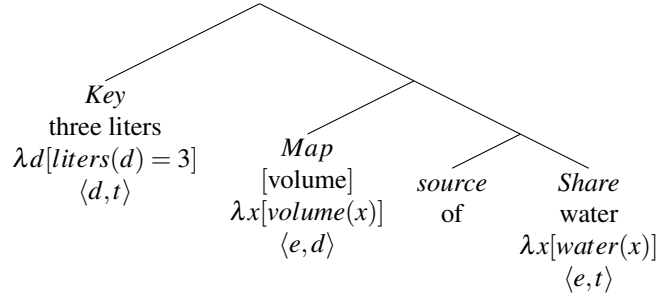 Key
three liters
λd[liters(d) = 3]
⟨d,t⟩
Map
[volume]
λx[volume(x)]
⟨e,d⟩
source
of
Share
water
λx[water(x)]
⟨e,t⟩